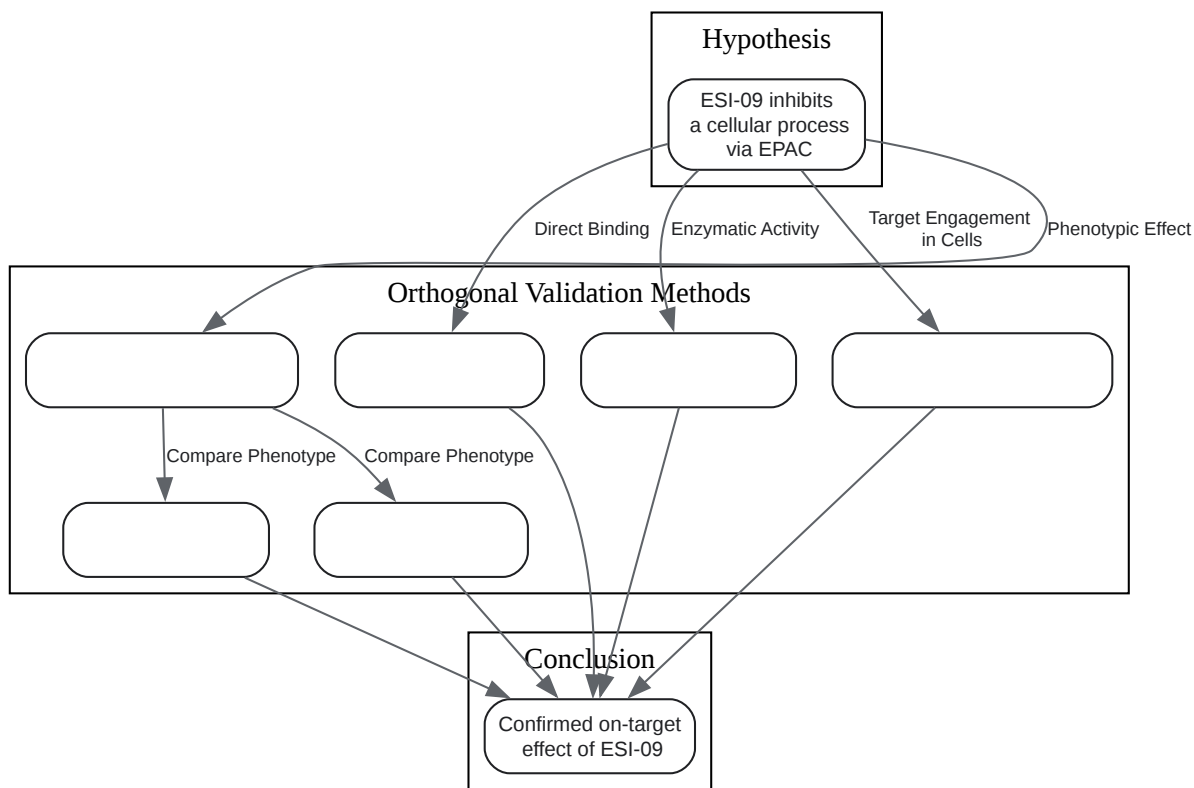 Hypothesis
ESI-09 inhibits
a cellular process
via EPAC
Direct Binding
Enzymatic Activity
Target Engagement
in Cells
Phenotypic Effect
Orthogonal Validation Methods
Compare Phenotype
Compare Phenotype
Conclusion
Confirmed on-target
effect of ESI-09